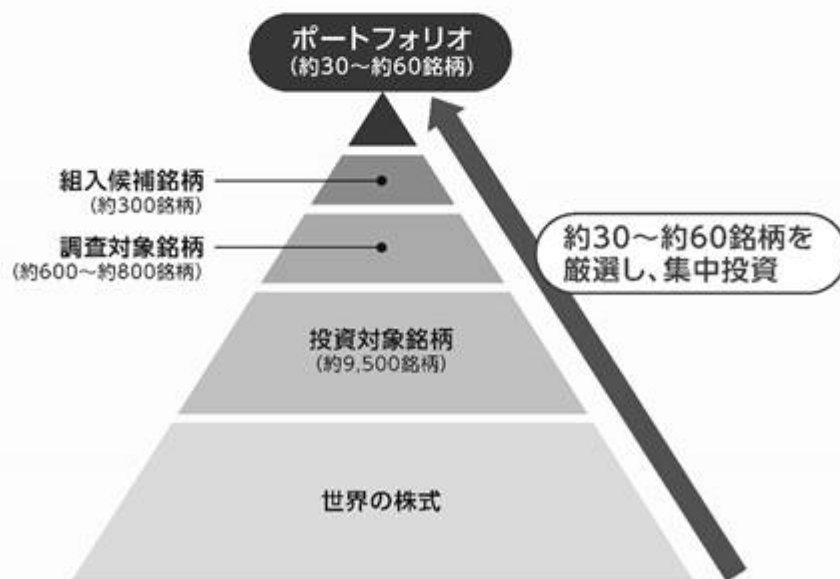 ポートフォリオ
(約30〜約60銘柄)
組入候補銘柄
(約300銘柄)
調査対象銘柄
(約600〜約800銘柄)
約30〜約60銘柄を
厳選し、集中投資
投資対象銘柄
(約9,500銘柄)
世界の株式